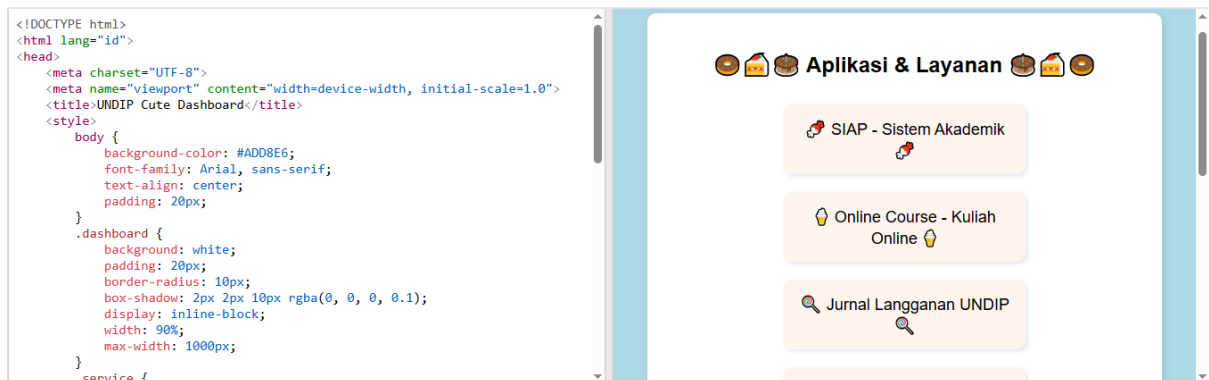 <!DOCTYPE html>
<html lang="id">
<head>
    <meta charset="UTF-8">
    <meta name="viewport" content="width=device-width, initial-scale=1.0">
    <title>UNDIP Cute Dashboard</title>
    <style>
        body {
            background-color: #ADD8E6;
            font-family: Arial, sans-serif;
            text-align: center;
            padding: 20px;
        }
        .dashboard {
            background: white;
            padding: 20px;
            border-radius: 10px;
            box-shadow: 2px 2px 10px rgba(0, 0, 0, 0.1);
            display: inline-block;
            width: 90%;
            max-width: 1000px;
        }
        .service {
🍩🍰🎂 Aplikasi & Layanan 🎂🍰🍩
🍢 SIAP - Sistem Akademik
🍢
🍦 Online Course - Kuliah
Online 🍦
🍭 Jurnal Langganan UNDIP
🍭